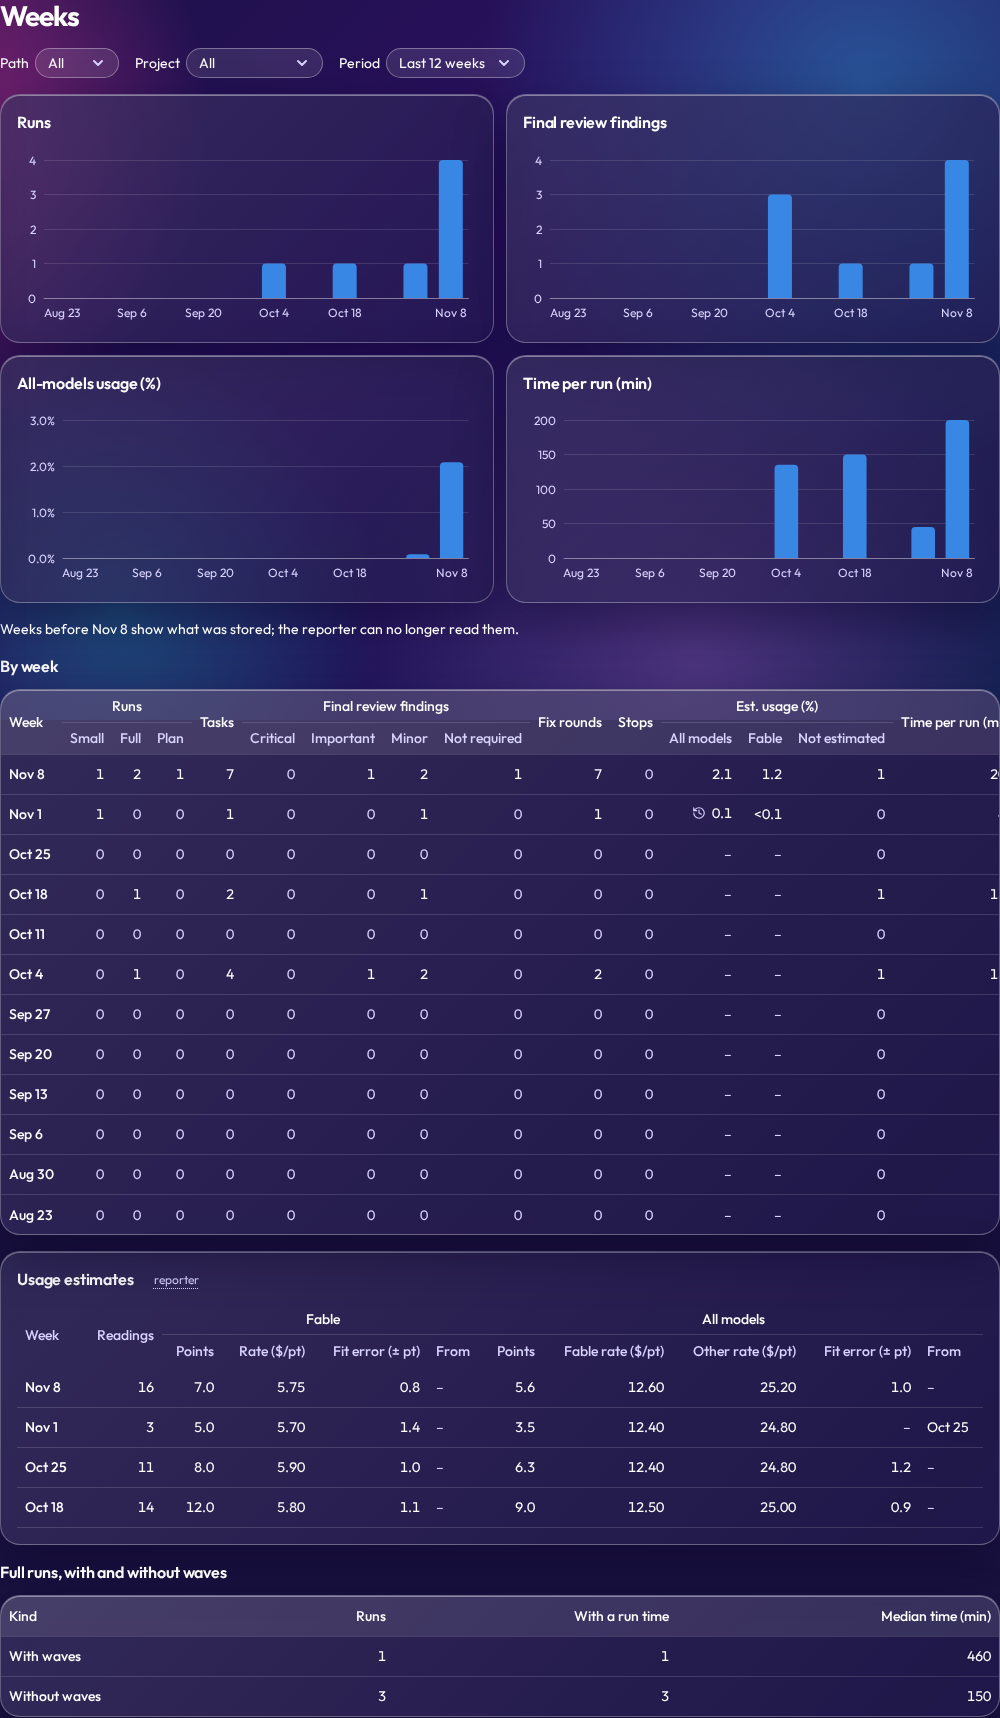 Weeks
Path All Project All Period Last 12 weeks
Runs
4
3
2
1
0
Aug 23 Sep 6 Sep 20 Oct 4 Oct 18 Nov 8
Final review findings
4
3
2
1
0
Aug 23 Sep 6 Sep 20 Oct 4 Oct 18 Nov 8
All-models usage (%)
3.0%
2.0%
1.0%
0.0%
Aug 23 Sep 6 Sep 20 Oct 4 Oct 18 Nov 8
Time per run (min)
200
150
100
50
0
Aug 23 Sep 6 Sep 20 Oct 4 Oct 18 Nov 8
Weeks before Nov 8 show what was stored; the reporter can no longer read them.
By week
Week Runs Tasks Final review findings Fix rounds Stops Est. usage (%) Time per run
Small Full Plan Critical Important Minor Not required All models Fable Not estimated
Nov 8 1 2 1 7 0 1 2 1 7 0 2.1 1.2 1
Nov 1 1 0 0 1 0 0 1 0 1 0 0.1 <0.1 0
Oct 25 0 0 0 0 0 0 0 0 0 0 – – 0
Oct 18 0 1 0 2 0 0 1 0 0 0 – – 1
Oct 11 0 0 0 0 0 0 0 0 0 0 – – 0
Oct 4 0 1 0 4 0 1 2 0 2 0 – – 1
Sep 27 0 0 0 0 0 0 0 0 0 0 – – 0
Sep 20 0 0 0 0 0 0 0 0 0 0 – – 0
Sep 13 0 0 0 0 0 0 0 0 0 0 – – 0
Sep 6 0 0 0 0 0 0 0 0 0 0 – – 0
Aug 30 0 0 0 0 0 0 0 0 0 0 – – 0
Aug 23 0 0 0 0 0 0 0 0 0 0 – – 0
Usage estimates reporter
Week Readings Fable All models
Points Rate ($/pt) Fit error (± pt) From Points Fable rate ($/pt) Other rate ($/pt) Fit error (± pt) From
Nov 8 16 7.0 5.75 0.8 – 5.6 12.60 25.20 1.0 –
Nov 1 3 5.0 5.70 1.4 – 3.5 12.40 24.80 – Oct 25
Oct 25 11 8.0 5.90 1.0 – 6.3 12.40 24.80 1.2 –
Oct 18 14 12.0 5.80 1.1 – 9.0 12.50 25.00 0.9 –
Full runs, with and without waves
Kind Runs With a run time Median time (min)
With waves 1 1 460
Without waves 3 3 150